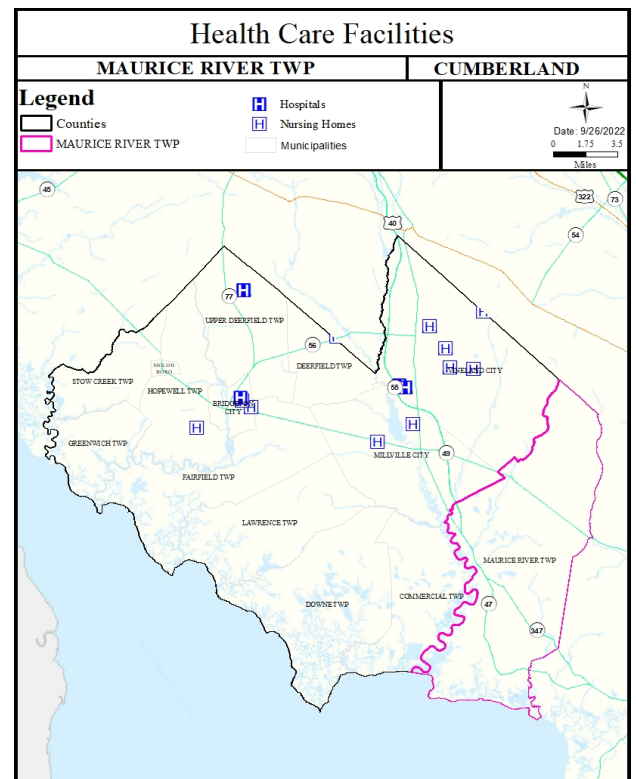 Health Care Facilities
MAURICE RIVER TWP
CUMBERLAND
Legend
Counties
MAURICE RIVER TWP
H Hospitals
H Nursing Homes
Municipalities
N
Date: 9/26/2022
0 1.75 3.5
Miles
45
322
73
40
54
H
77
UPPER DEERFIELD TWP
H
56
H
DEERFIELD TWP
SHILOH
BORO
STOW CREEK TWP
HOPEWELL TWP
H
H
VINELAND CITY
55
H
H
BRIDGETON
CITY
H
H
H
GREENWICH TWP
H
49
MILLVILLE CITY
FAIRFIELD TWP
LAWRENCE TWP
MAURICE RIVER TWP
COMMERCIAL TWP
DOWNE TWP
47
347